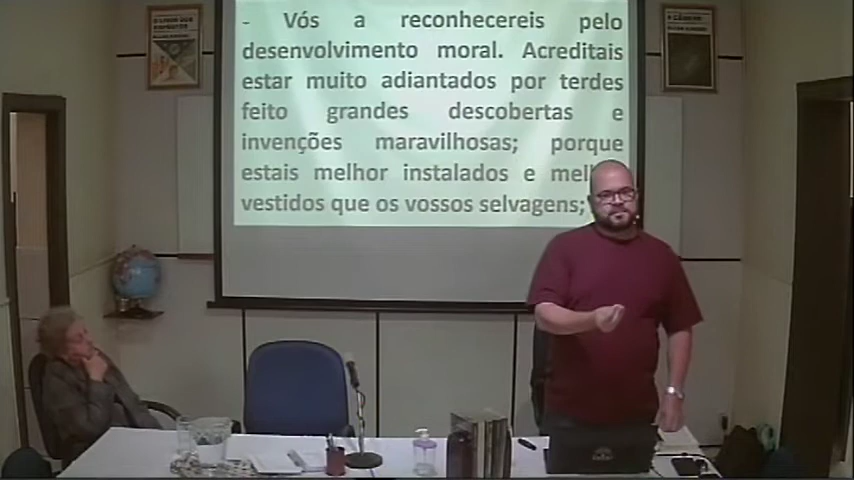 - Vós a reconhecereis pelo
desenvolvimento moral. Acreditais
estar muito adiantados por terdes
feito grandes descobertas e
invenções maravilhosas; porque
estais melhor instalados e
vestidos que os vossos selvagens;